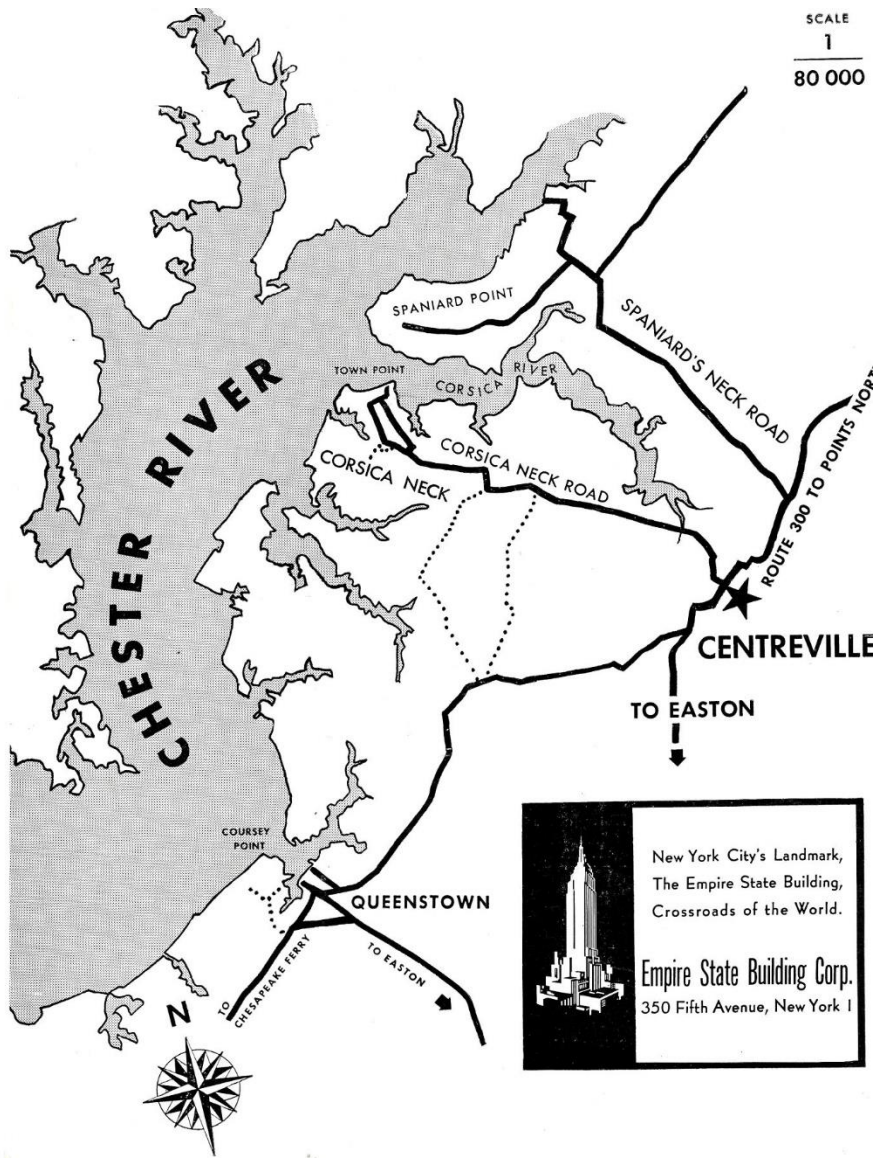 SCALE
1
80 000
SPANIARD POINT
SPANIARD'S NECK ROAD
TOWN POINT
CORSICA RIVER
CORSICA NECK
CORSICA NECK ROAD
CHESTER RIVER
ROUTE 300 TO POINTS NORT
CENTREVILLE
TO EASTON
COURSEY
POINT
QUEENSTOWN
TO
CHESAPEAKE FERRY
TO EASTON
N
New York City's Landmark,
The Empire State Building,
Crossroads of the World.
Empire State Building Corp.
350 Fifth Avenue, New York 1